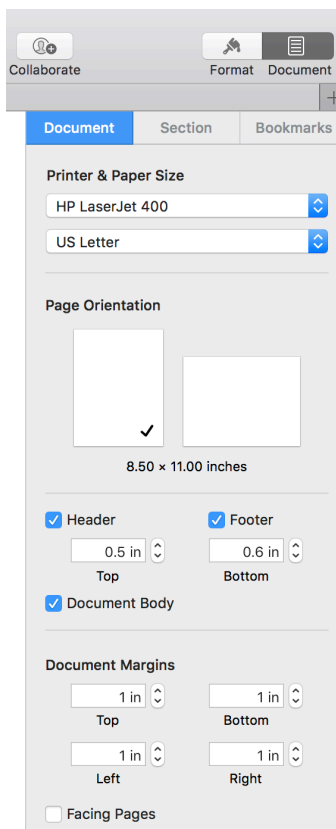 Collaborate Format Document
+
Document Section Bookmarks
Printer & Paper Size
HP LaserJet 400
US Letter
Page Orientation
8.50 × 11.00 inches
Header Footer
0.5 in 0.6 in
Top Bottom
Document Body
Document Margins
1 in 1 in
Top Bottom
1 in 1 in
Left Right
Facing Pages